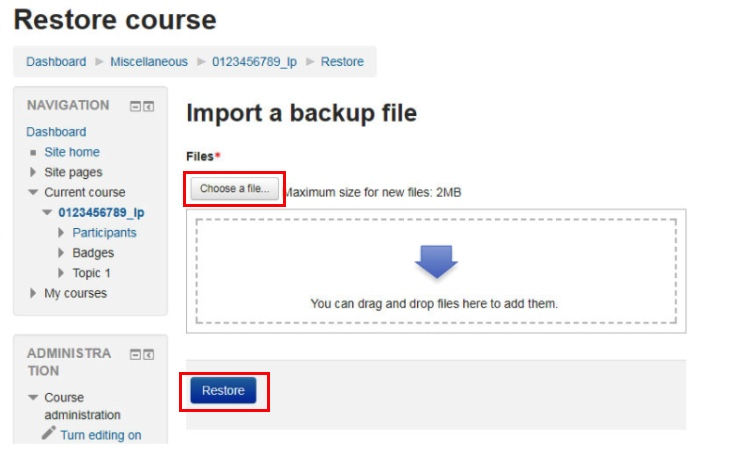 Restore course
Dashboard Miscellaneous 0123456789_lp Restore
NAVIGATION
Dashboard
Site home
Site pages
Current course
0123456789_lp
Participants
Badges
Topic 1
My courses
ADMINISTRA
TION
Course
administration
Turn editing on
Import a backup file
Files*
Choose a file... Maximum size for new files: 2MB
You can drag and drop files here to add them.
Restore